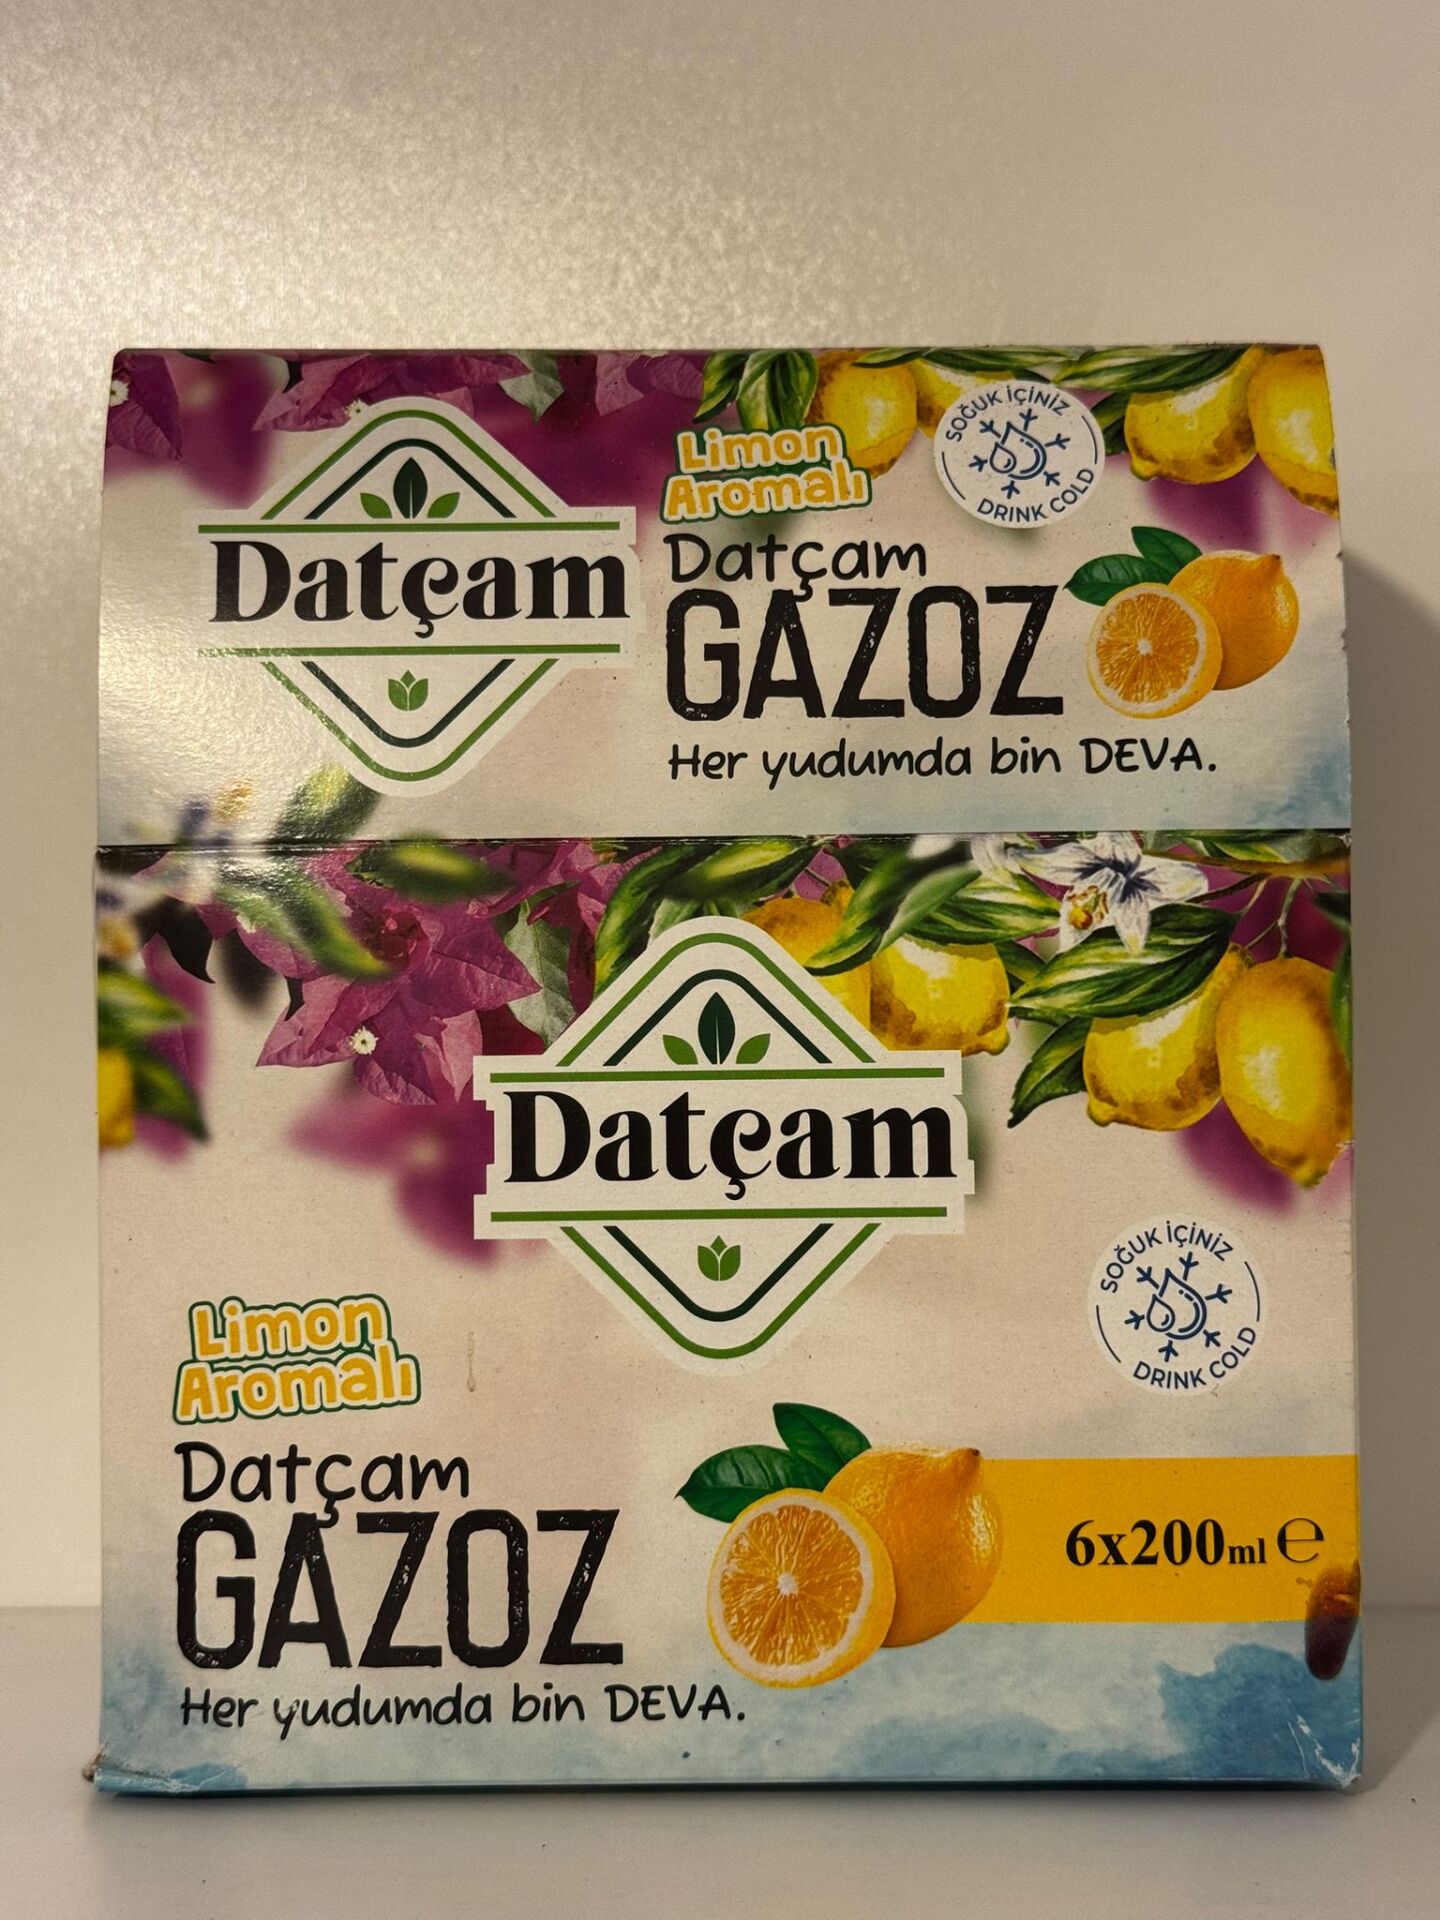 Limon
Aromalı
SOĞUK İÇİNİZ
DRINK COLD
Datçam
Datçam
GAZOZ
Her yudumda bin DEVA.
Datçam
SOĞUK İÇİNİZ
DRINK COLD
Limon
Aromalı
Datçam
GAZOZ
6x200ml ℮
Her yudumda bin DEVA.